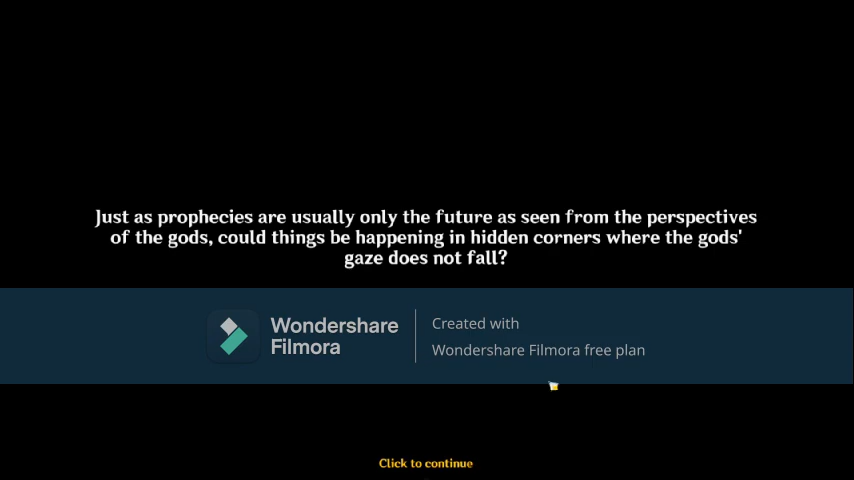 Just as prophecies are usually only the future as seen from the perspectives
of the gods, could things be happening in hidden corners where the gods'
gaze does not fall?
Wondershare
Filmora
Created with
Wondershare Filmora free plan
Click to continue